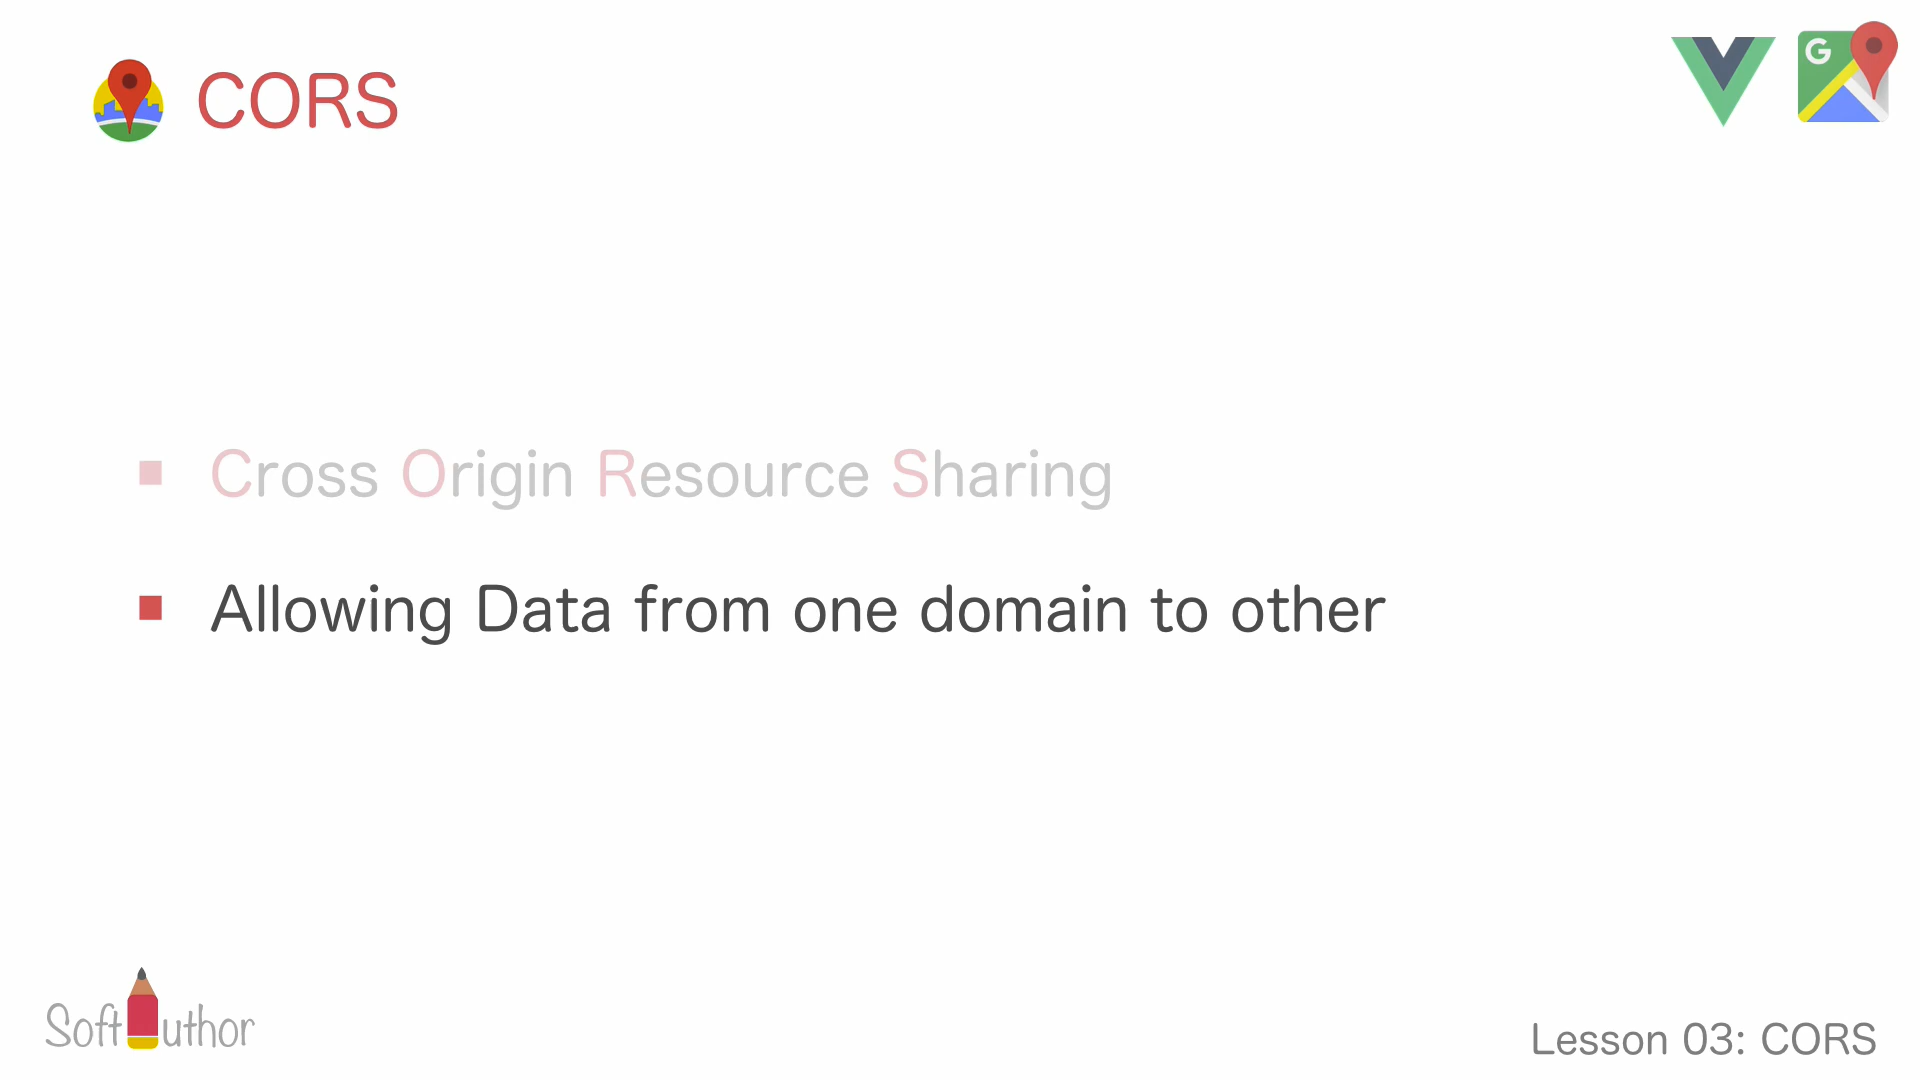 CORS
G
Cross Origin Resource Sharing
Allowing Data from one domain to other
Soft uthor
Lesson 03: CORS